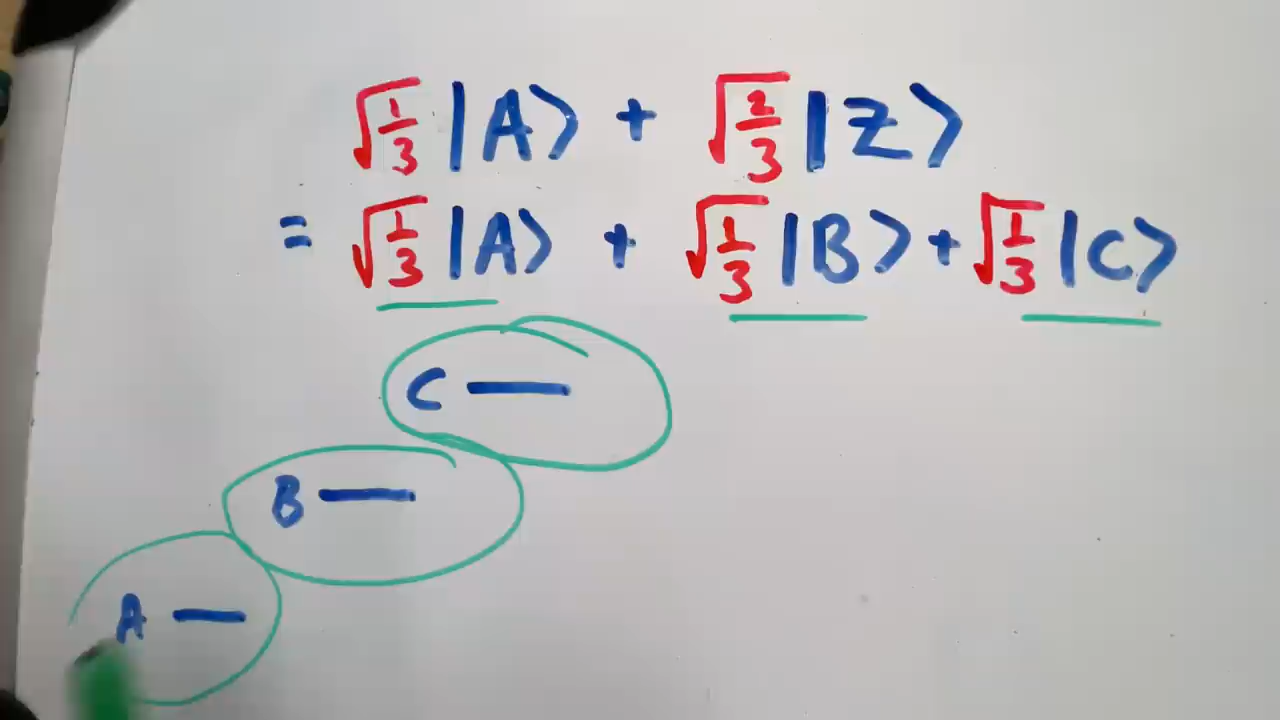 √1/3 |A⟩ + √2/3 |Z⟩
= √1/3 |A⟩ + √1/3 |B⟩ + √1/3 |C⟩
C —
B —
A —